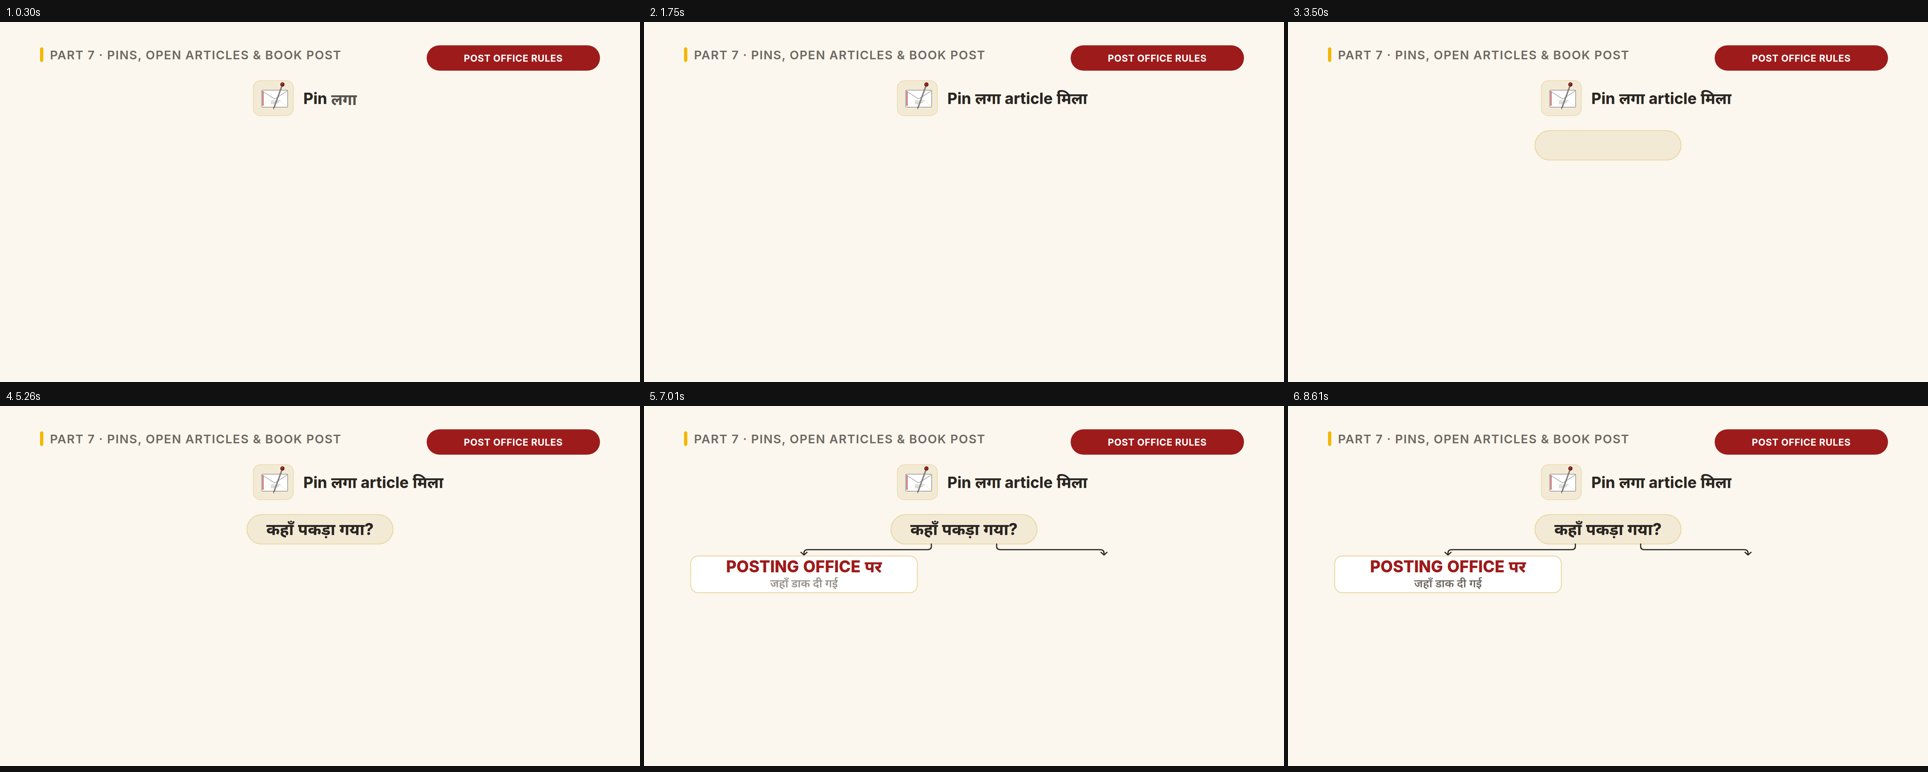 1. 0.30s
PART 7 · PINS, OPEN ARTICLES & BOOK POST
POST OFFICE RULES
Pin लगा
2. 1.75s
PART 7 · PINS, OPEN ARTICLES & BOOK POST
POST OFFICE RULES
Pin लगा article मिला
3. 3.50s
PART 7 · PINS, OPEN ARTICLES & BOOK POST
POST OFFICE RULES
Pin लगा article मिला
4. 5.26s
PART 7 · PINS, OPEN ARTICLES & BOOK POST
POST OFFICE RULES
Pin लगा article मिला
कहाँ पकड़ा गया?
5. 7.01s
PART 7 · PINS, OPEN ARTICLES & BOOK POST
POST OFFICE RULES
Pin लगा article मिला
कहाँ पकड़ा गया?
POSTING OFFICE पर
जहाँ डाक दी गई
6. 8.61s
PART 7 · PINS, OPEN ARTICLES & BOOK POST
POST OFFICE RULES
Pin लगा article मिला
कहाँ पकड़ा गया?
POSTING OFFICE पर
जहाँ डाक दी गई